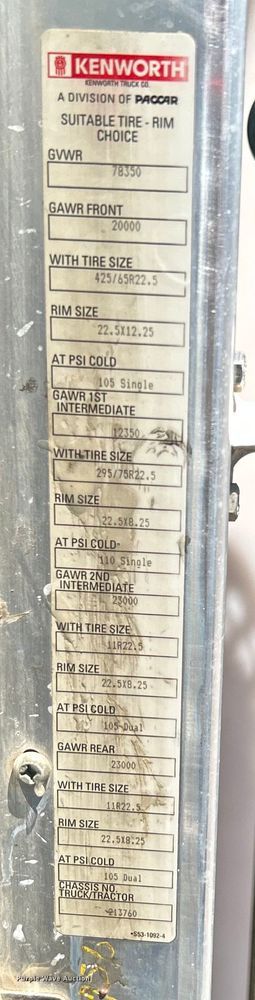 KENWORTH
KENWORTH TRUCK CO.
A DIVISION OF PACCAR
SUITABLE TIRE - RIM
CHOICE
GVWR
78350
GAWR FRONT
20000
WITH TIRE SIZE
425/65R22.5
RIM SIZE
22.5X12.25
AT PSI COLD
105 Single
GAWR 1ST
INTERMEDIATE
12350
WITH TIRE SIZE
295/75R22.5
RIM SIZE
22.5X8.25
AT PSI COLD
110 Single
GAWR 2ND
INTERMEDIATE
23000
WITH TIRE SIZE
11R22.5
RIM SIZE
22.5X8.25
AT PSI COLD
105 Dual
GAWR REAR
23000
WITH TIRE SIZE
11R22.5
RIM SIZE
22.5X8.25
AT PSI COLD
105 Dual
CHASSIS NO.
TRUCK/TRACTOR
213760
S53-1092-4
Purple Wave Auction